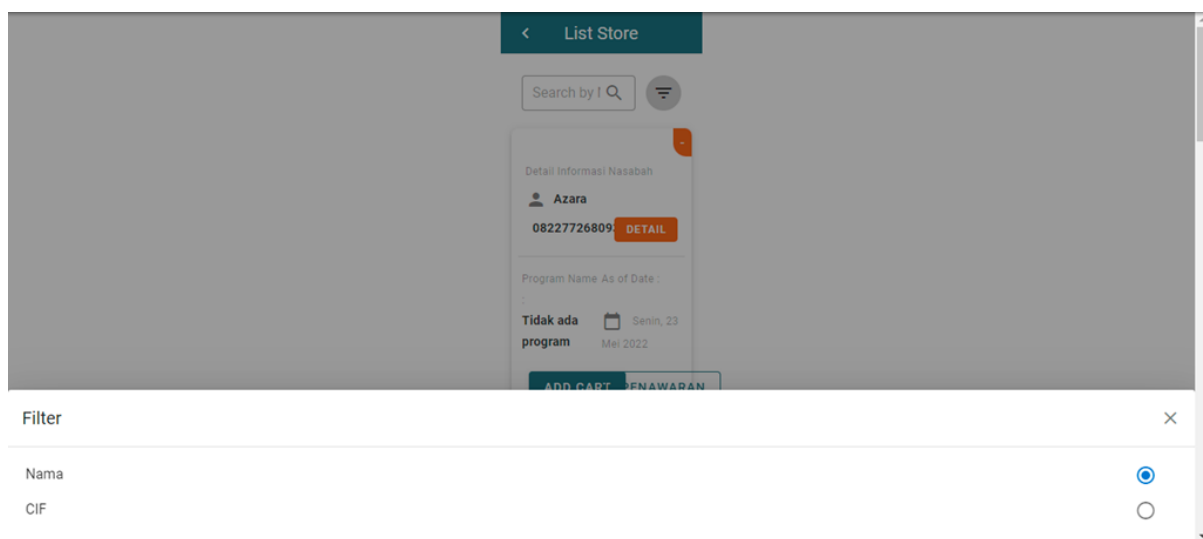 List Store
Search by
Detail Informasi Nasabah
Azara
08227726809
DETAIL
Program Name As of Date :
:
Tidak ada
program
Senin, 23
Mei 2022
ADD CART
PENAWARAN
Filter
Nama
CIF